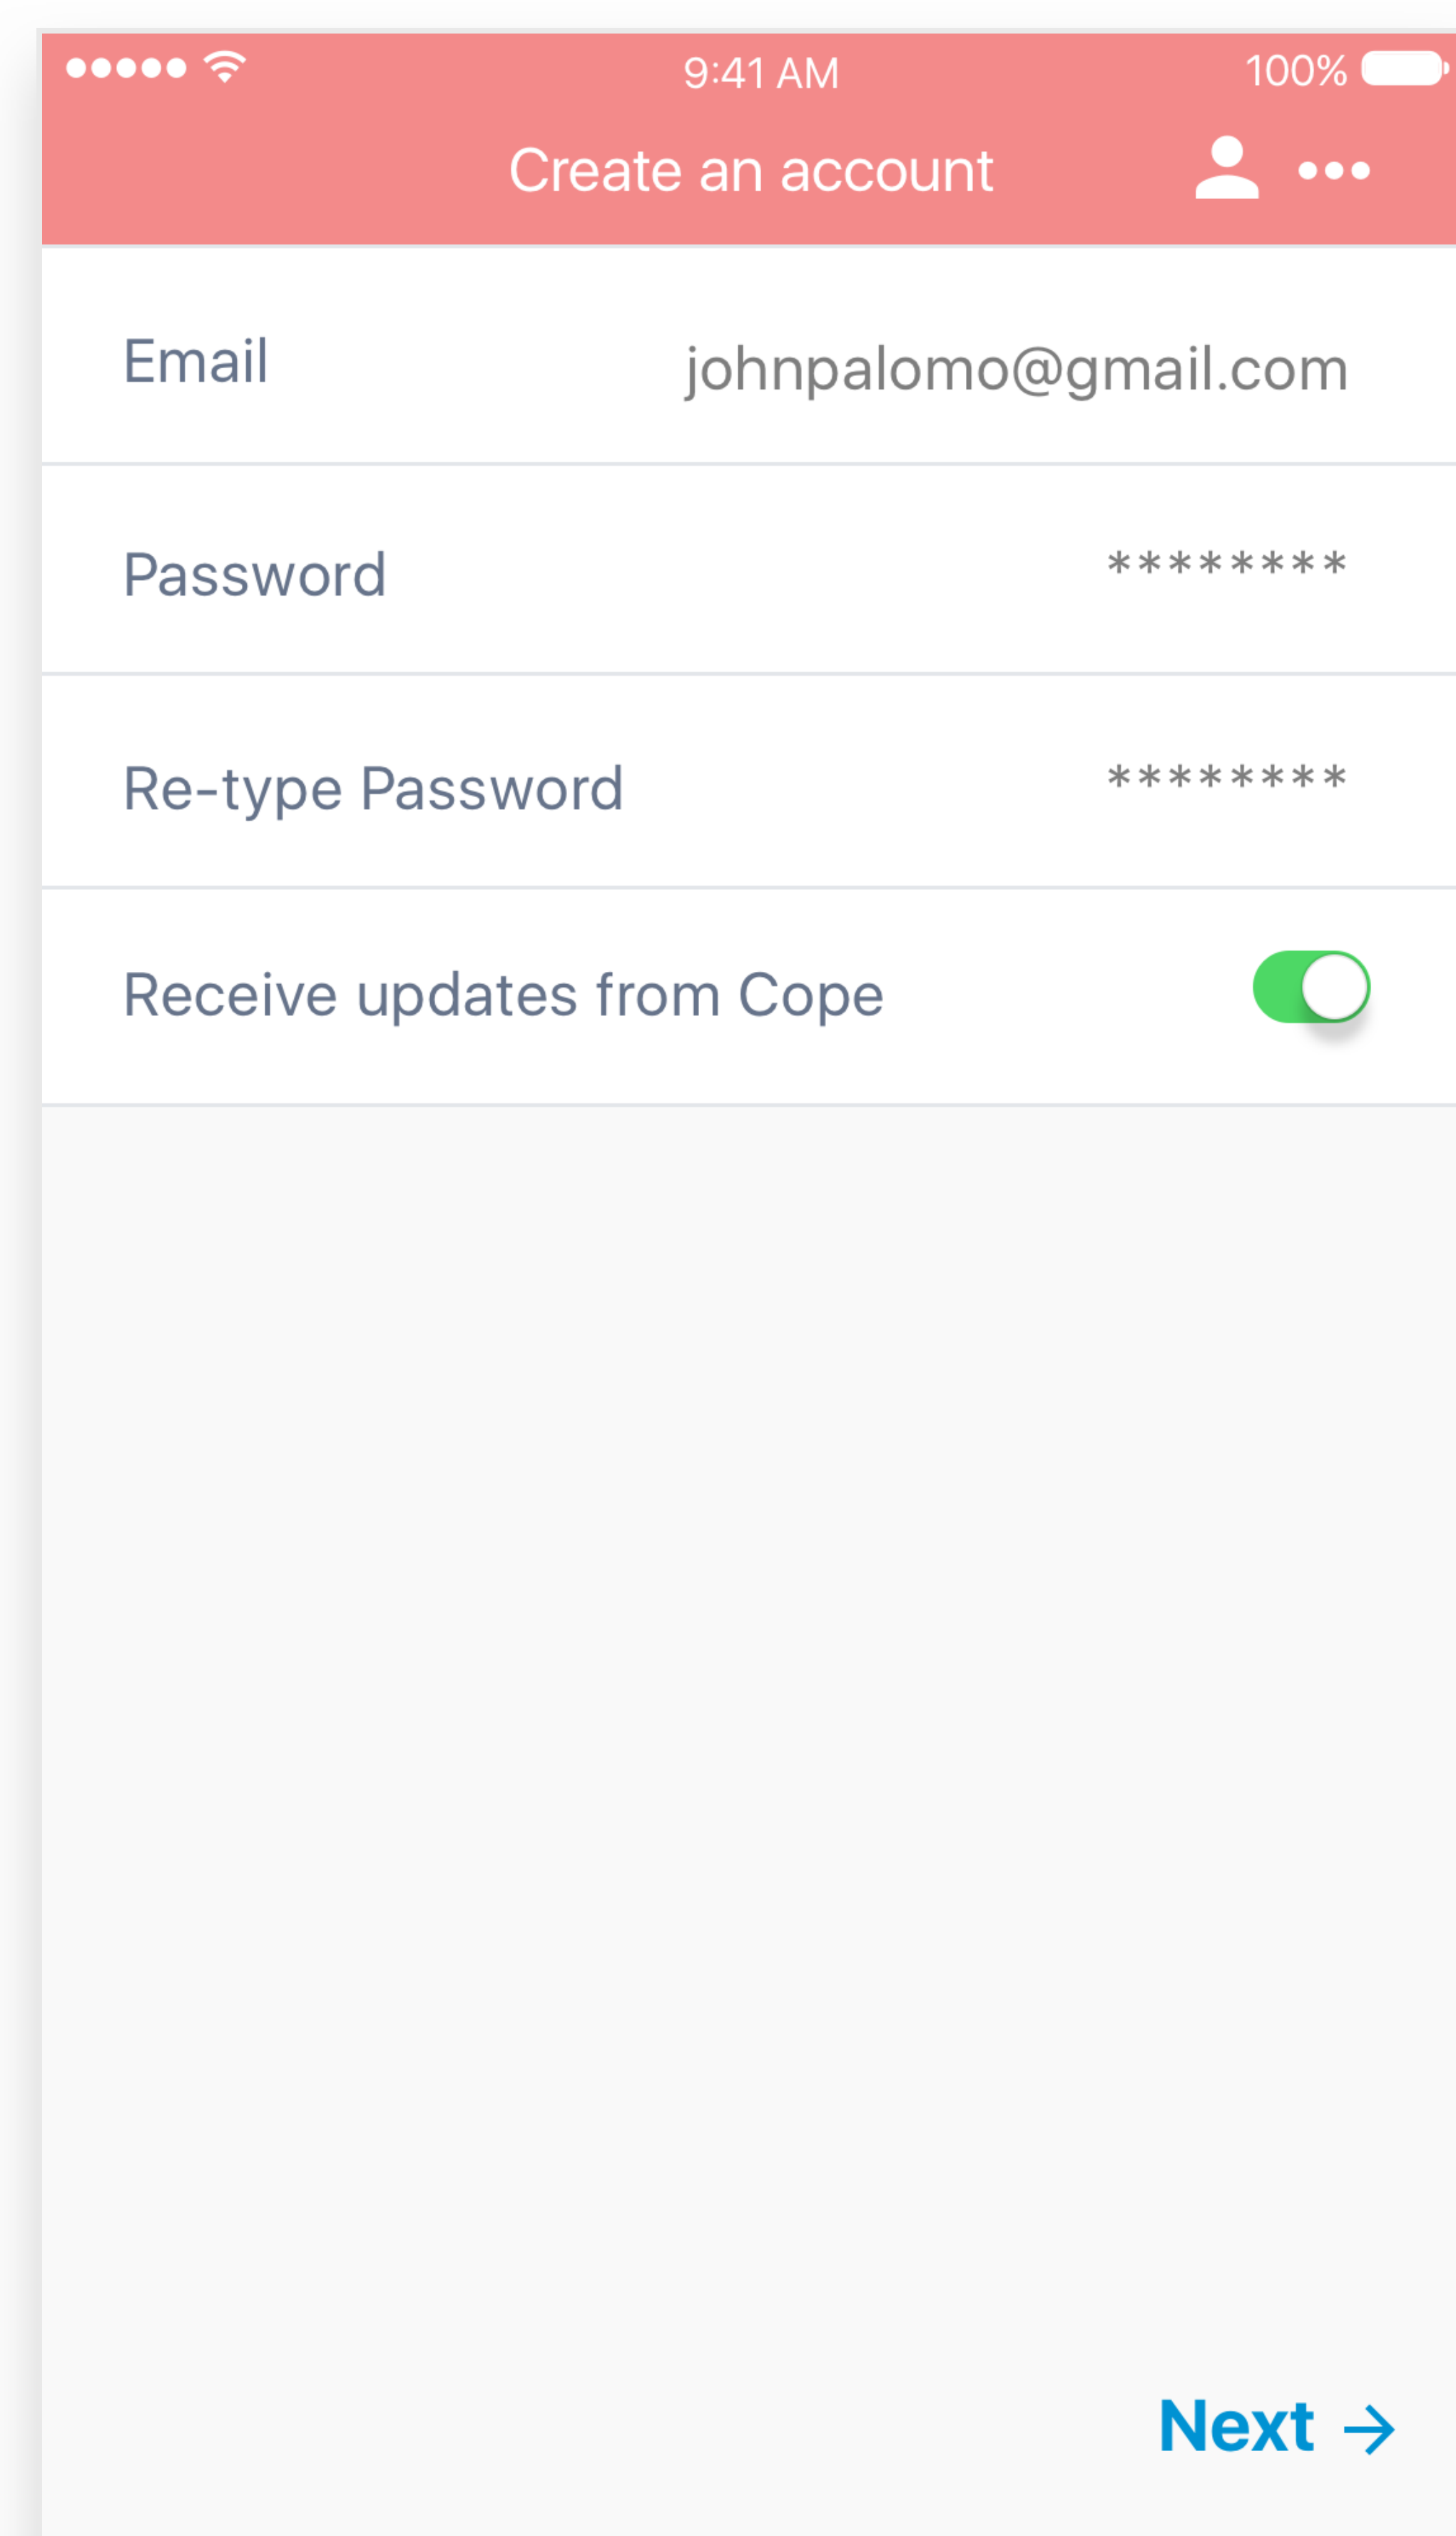 9:41 AM 100%
Create an account
Email johnpalomo@gmail.com
Password ********
Re-type Password ********
Receive updates from Cope
Next →